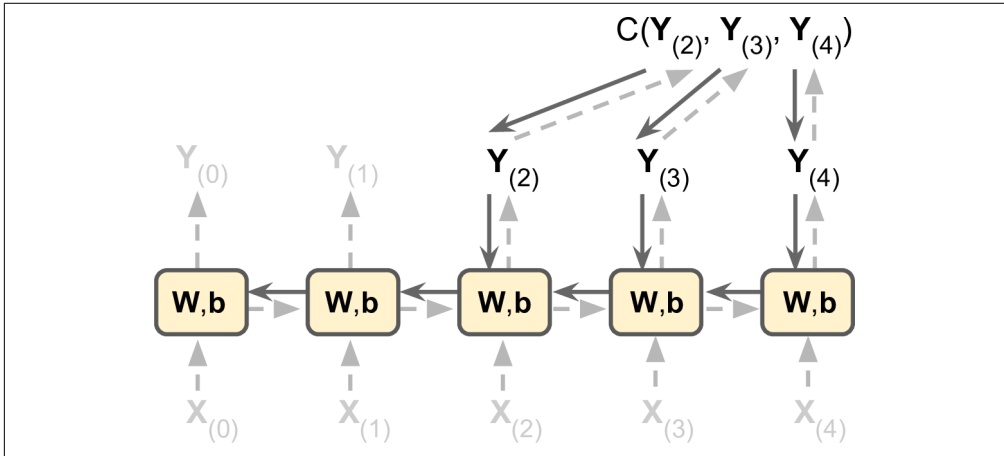 C(Y(2), Y(3), Y(4))
Y(0) Y(1) Y(2) Y(3) Y(4)
W,b W,b W,b W,b W,b
X(0) X(1) X(2) X(3) X(4)